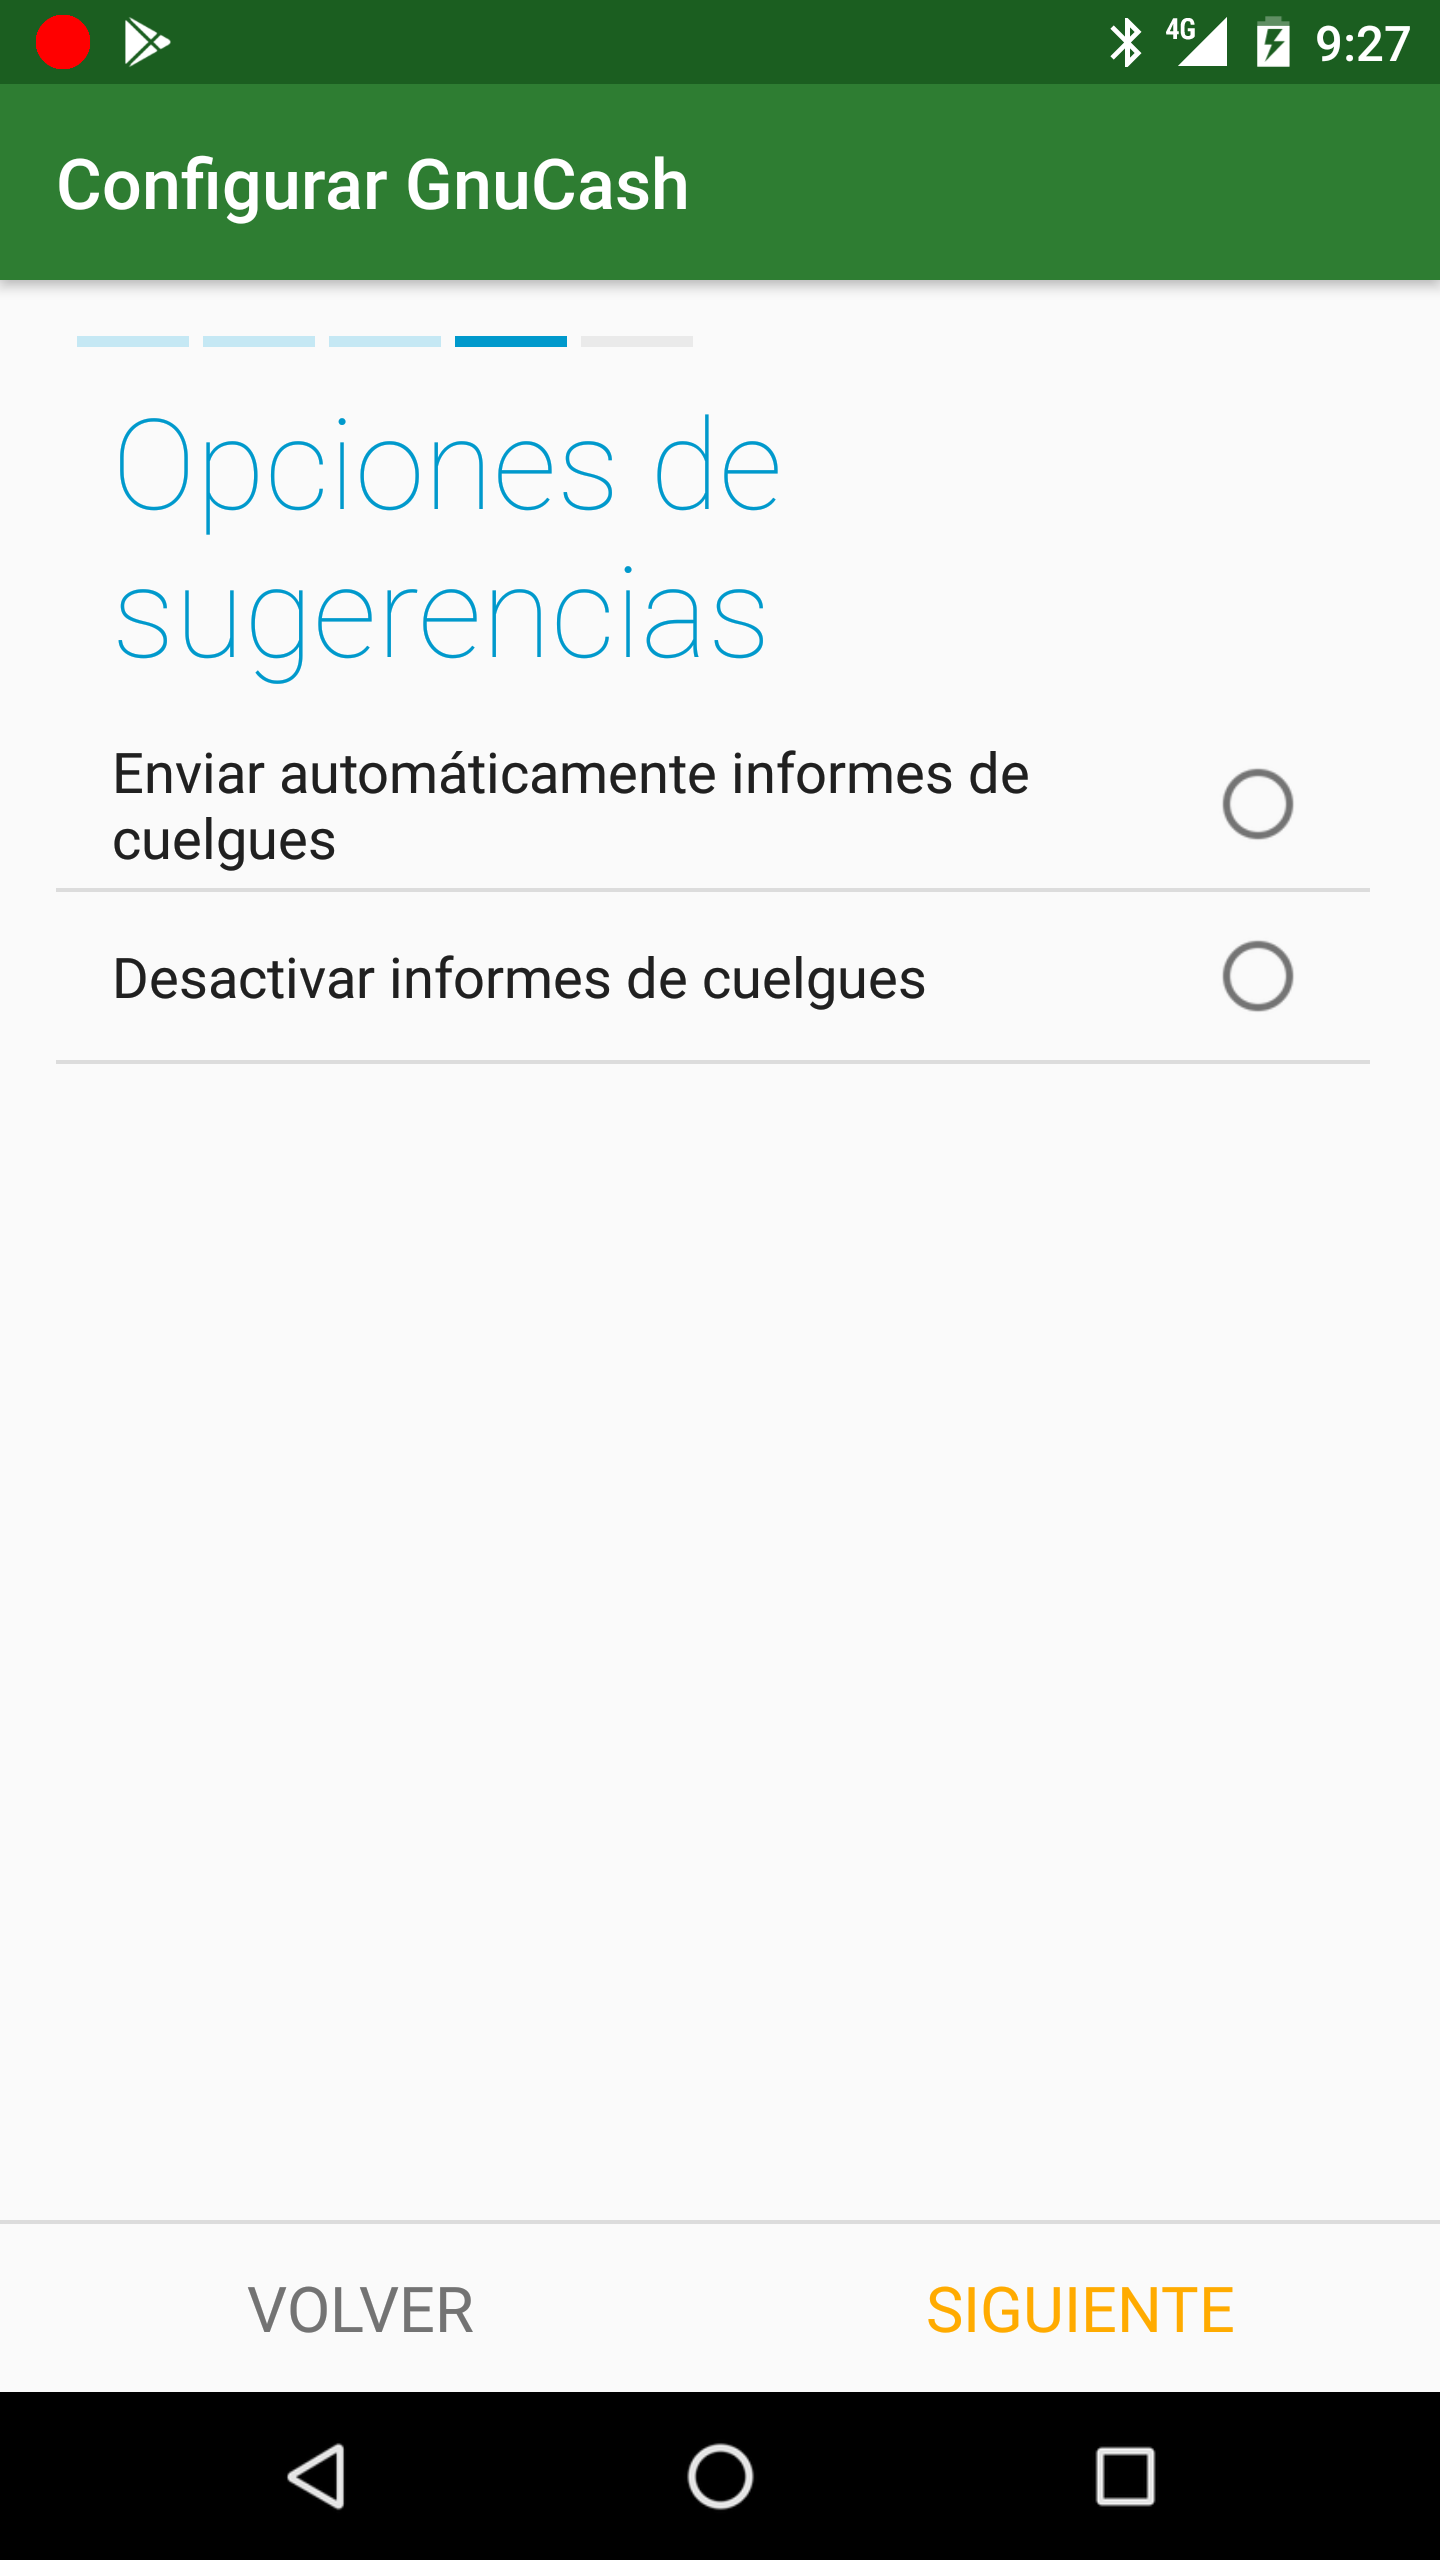 4G 9:27
Configurar GnuCash
Opciones de
sugerencias
Enviar automáticamente informes de
cuelgues
Desactivar informes de cuelgues
VOLVER SIGUIENTE